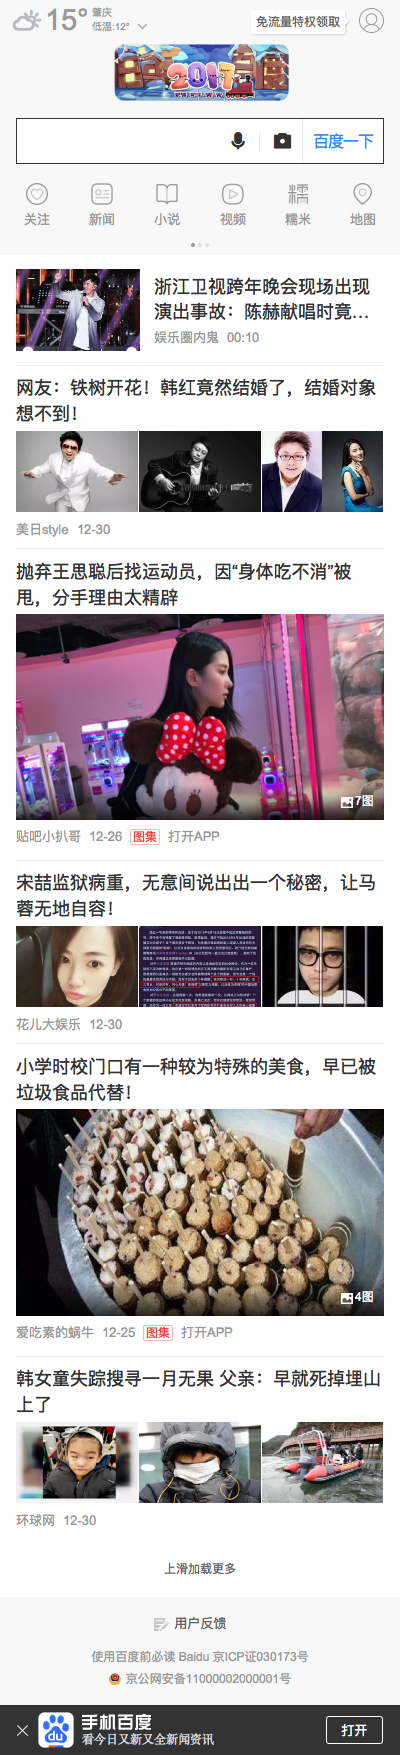 15°
肇庆
低温:12°
免流量特权领取
2017
百度一下
关注
新闻
小说
视频
糯米
地图
浙江卫视跨年晚会现场出现
演出事故：陈赫献唱时竟...
娱乐圈内鬼 00:10
网友：铁树开花！韩红竟然结婚了，结婚对象
想不到！
美日style 12-30
抛弃王思聪后找运动员，因“身体吃不消”被
甩，分手理由太精辟
7图
贴吧小扒哥 12-26 图集 打开APP
宋喆监狱病重，无意间说出出一个秘密，让马
蓉无地自容！
花儿大娱乐 12-30
小学时校门口有一种较为特殊的美食，早已被
垃圾食品代替！
4图
爱吃素的蜗牛 12-25 图集 打开APP
韩女童失踪搜寻一月无果 父亲：早就死掉埋山
上了
环球网 12-30
上滑加载更多
用户反馈
使用百度前必读 Baidu 京ICP证030173号
京公网安备11000002000001号
du
手机百度
看今日又新又全新闻资讯
打开